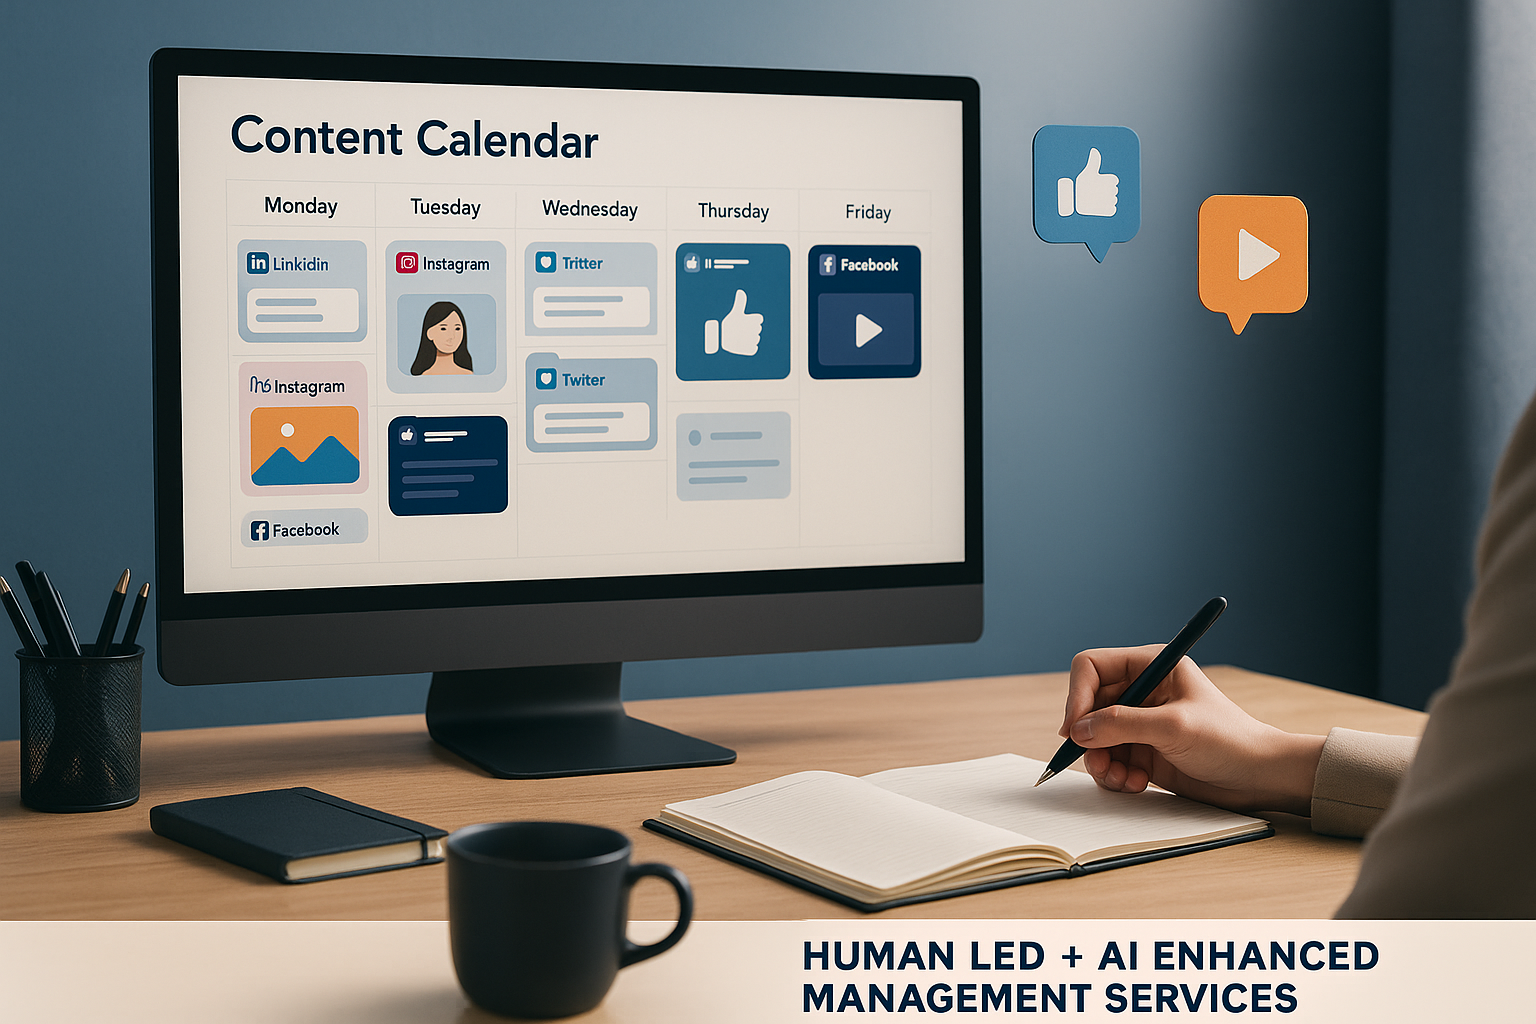 Content Calendar
Monday Tuesday Wednesday Thursday Friday
in Linkidin
Instagram
Tritter
f Facebook
Instagram
Twiter
f Facebook
HUMAN LED + AI ENHANCED
MANAGEMENT SERVICES